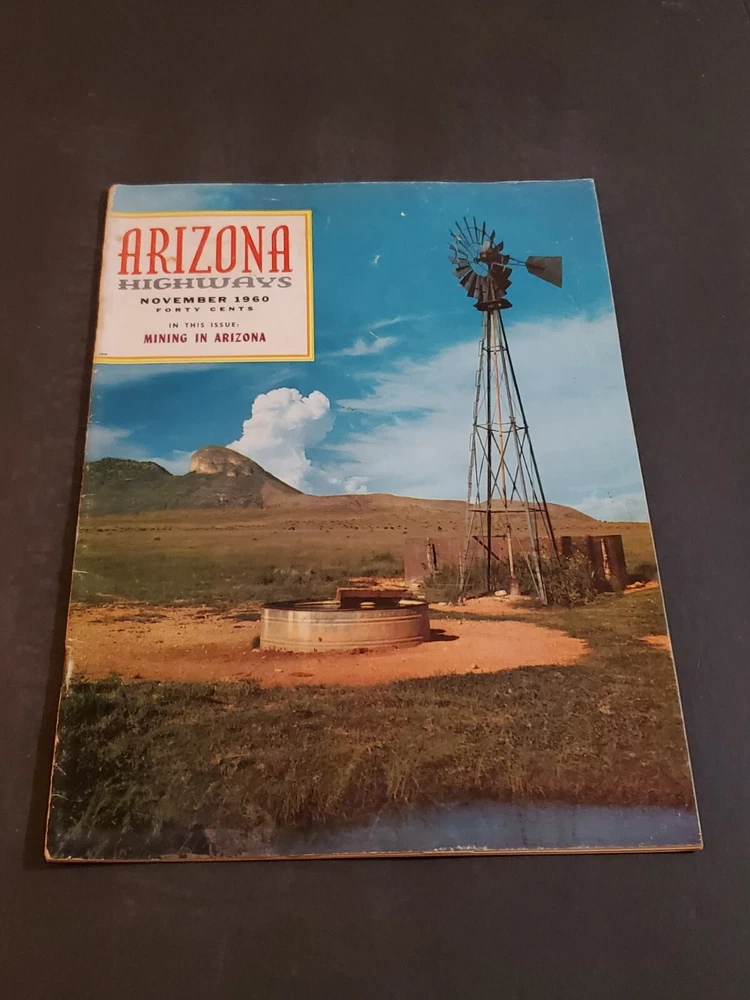 ARIZONA
HIGHWAYS
NOVEMBER 1960
FORTY CENTS
IN THIS ISSUE:
MINING IN ARIZONA